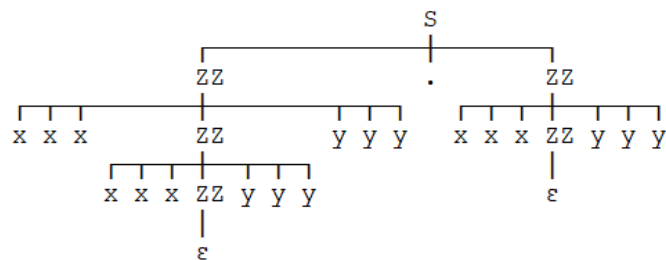 S
ZZ . ZZ
x x x ZZ y y y x x x ZZ y y y
x x x ZZ y y y ε
ε